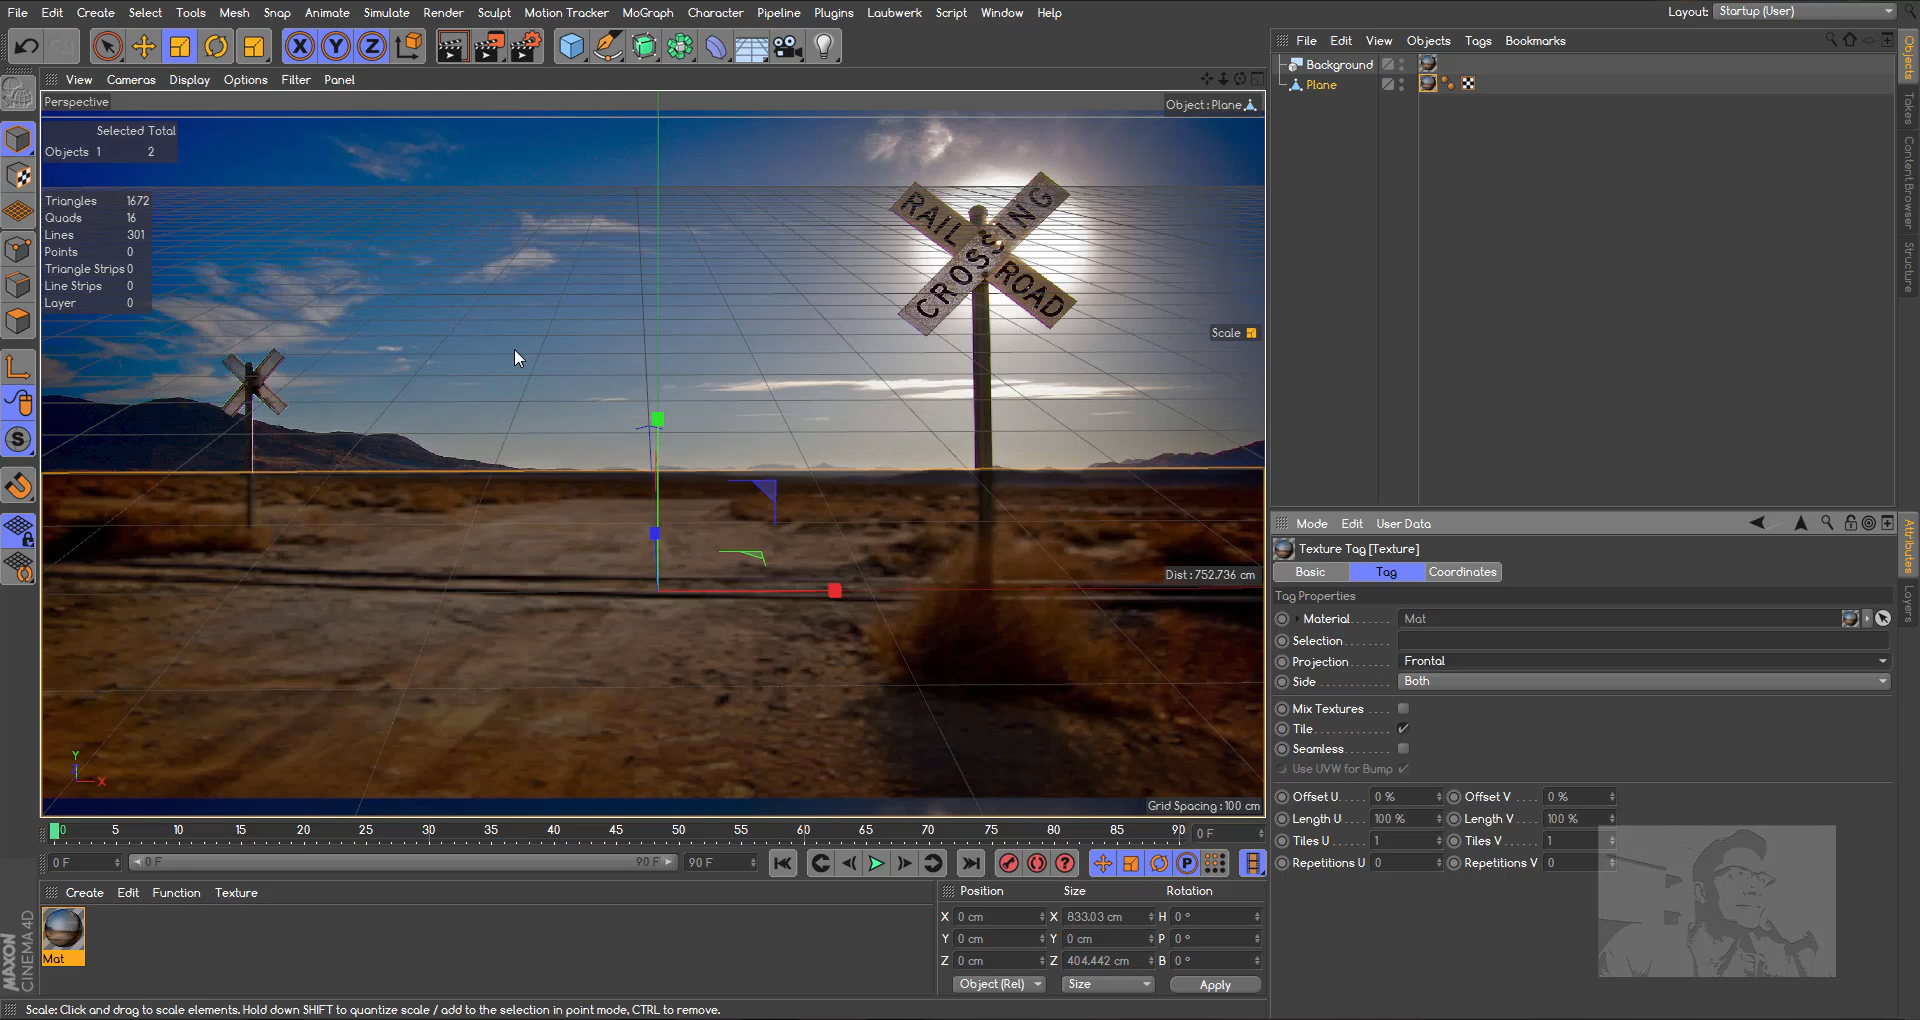 File Edit Create Select Tools Mesh Snap Animate Simulate Render Sculpt Motion Tracker MoGraph Character Pipeline Plugins Laubwerk Script Window Help
Layout: Startup (User)
X Y Z
File Edit View Objects Tags Bookmarks
Background
Plane
View Cameras Display Options Filter Panel
Perspective
Object : Plane
Selected Total
Objects 1 2
Triangles 1672
Quads 16
Lines 301
Points 0
Triangle Strips 0
Line Strips 0
Layer 0
RAIL ROAD
CROSSING
Scale
Dist : 752.736 cm
Y
X
Grid Spacing : 100 cm
Objects
Takes
Content Browser
Structure
Mode Edit User Data
Texture Tag [Texture]
Basic Tag Coordinates
Tag Properties
Material Mat
Selection
Projection Frontal
Side Both
Mix Textures
Tile
Seamless
Use UVW for Bump
Offset U 0 % Offset V 0 %
Length U 100 % Length V 100 %
Tiles U 1 Tiles V 1
Repetitions U 0 Repetitions V 0
Attributes
Layers
0 5 10 15 20 25 30 35 40 45 50 55 60 65 70 75 80 85 90 0 F
0 F 0 F 90 F 90 F
P
Create Edit Function Texture
Mat
Position Size Rotation
X 0 cm X 833.03 cm H 0 °
Y 0 cm Y 0 cm P 0 °
Z 0 cm Z 404.442 cm B 0 °
Object (Rel) Size Apply
MAXON
CINEMA 4D
Scale: Click and drag to scale elements. Hold down SHIFT to quantize scale / add to the selection in point mode, CTRL to remove.